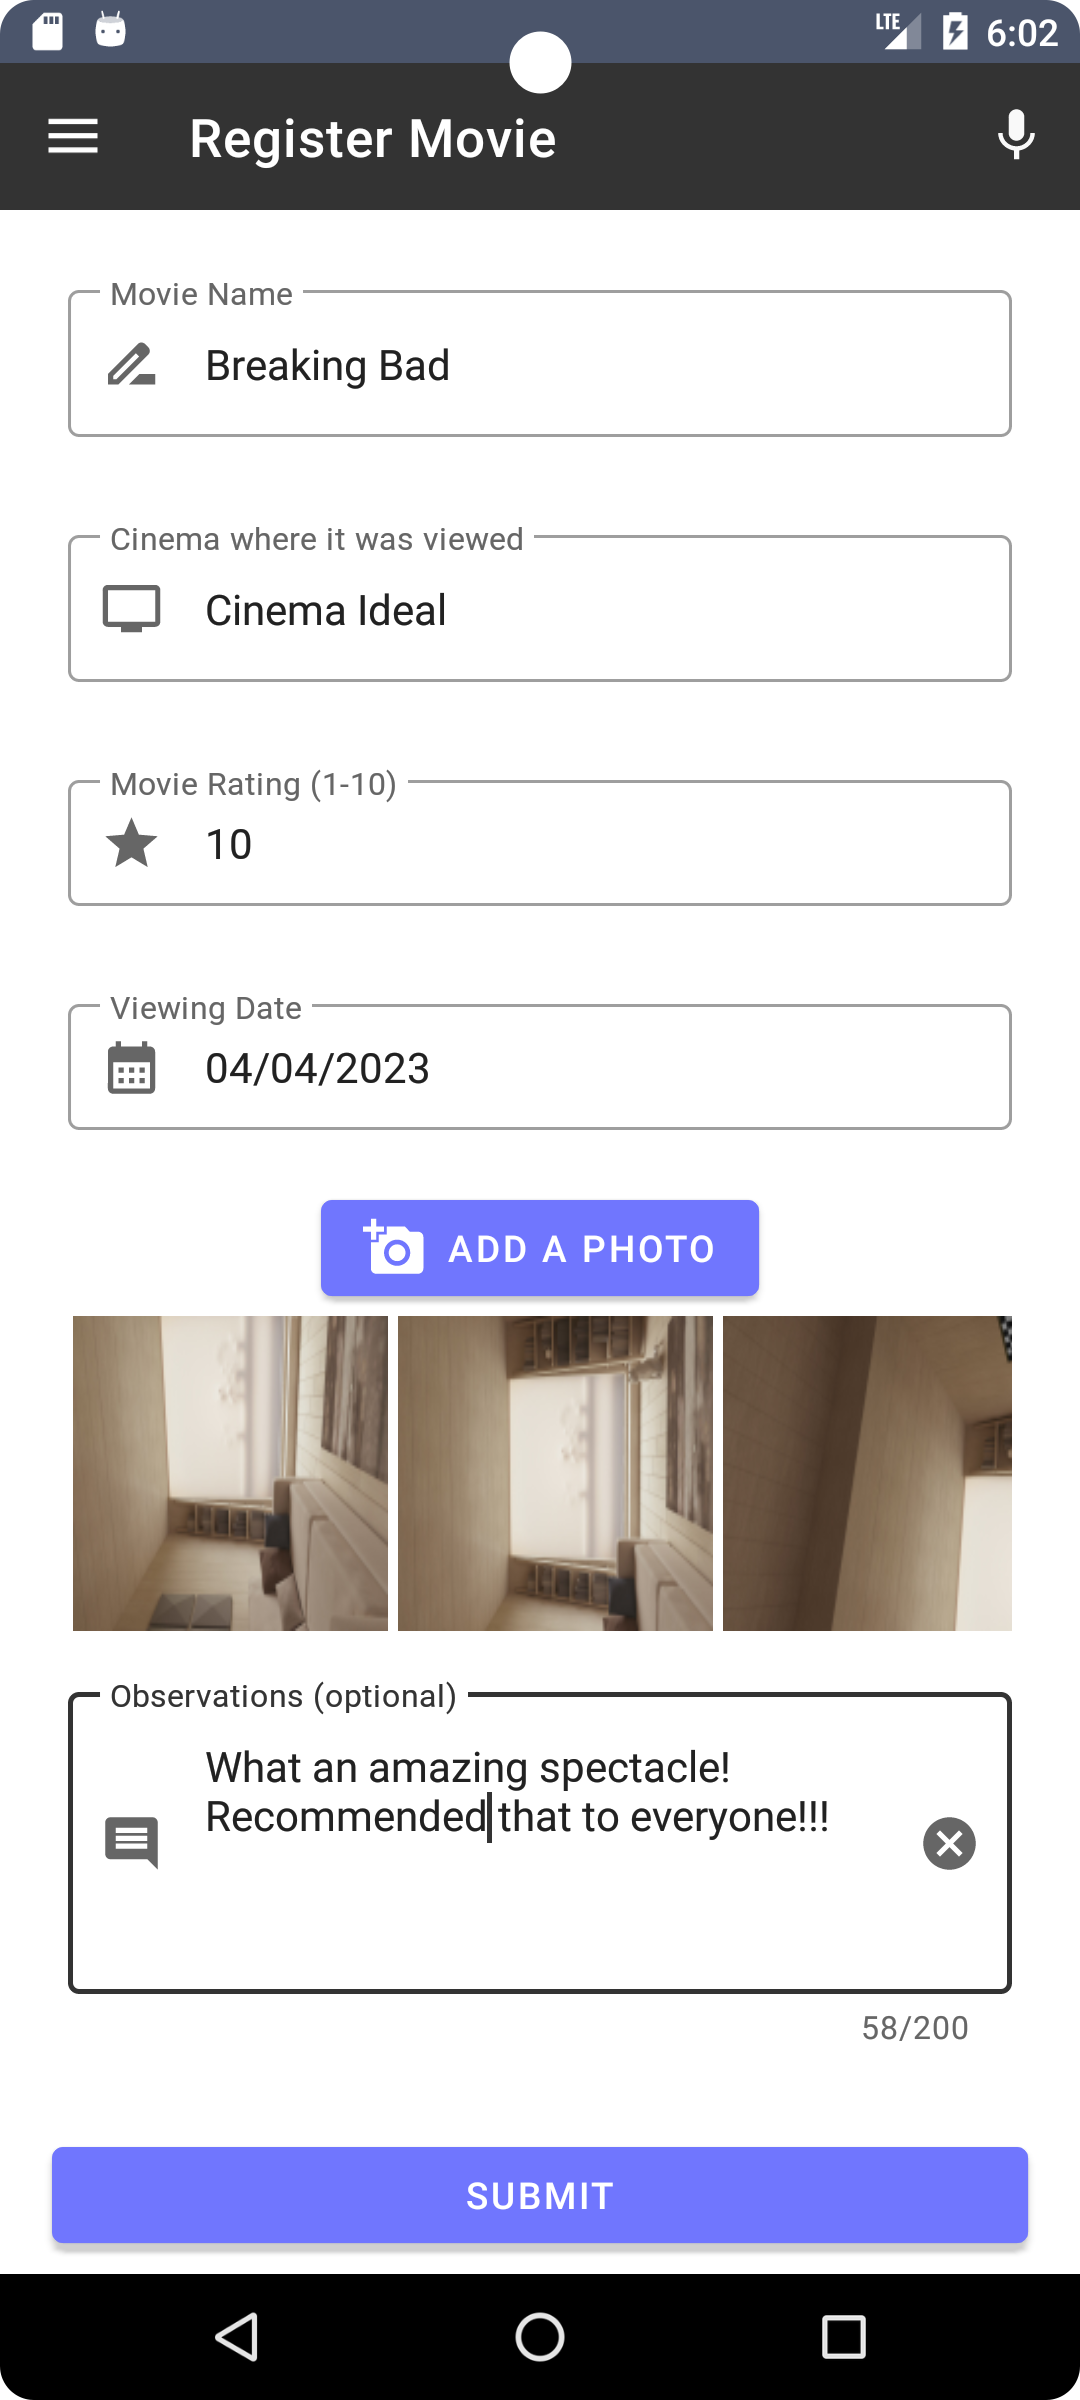 LTE 6:02
Register Movie
Movie Name
Breaking Bad
Cinema where it was viewed
Cinema Ideal
Movie Rating (1-10)
10
Viewing Date
04/04/2023
ADD A PHOTO
Observations (optional)
What an amazing spectacle!
Recommended that to everyone!!!
58/200
SUBMIT